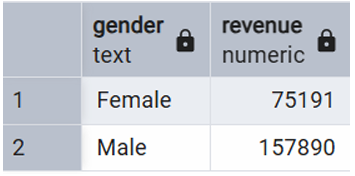 gender revenue
text numeric
1 Female 75191
2 Male 157890